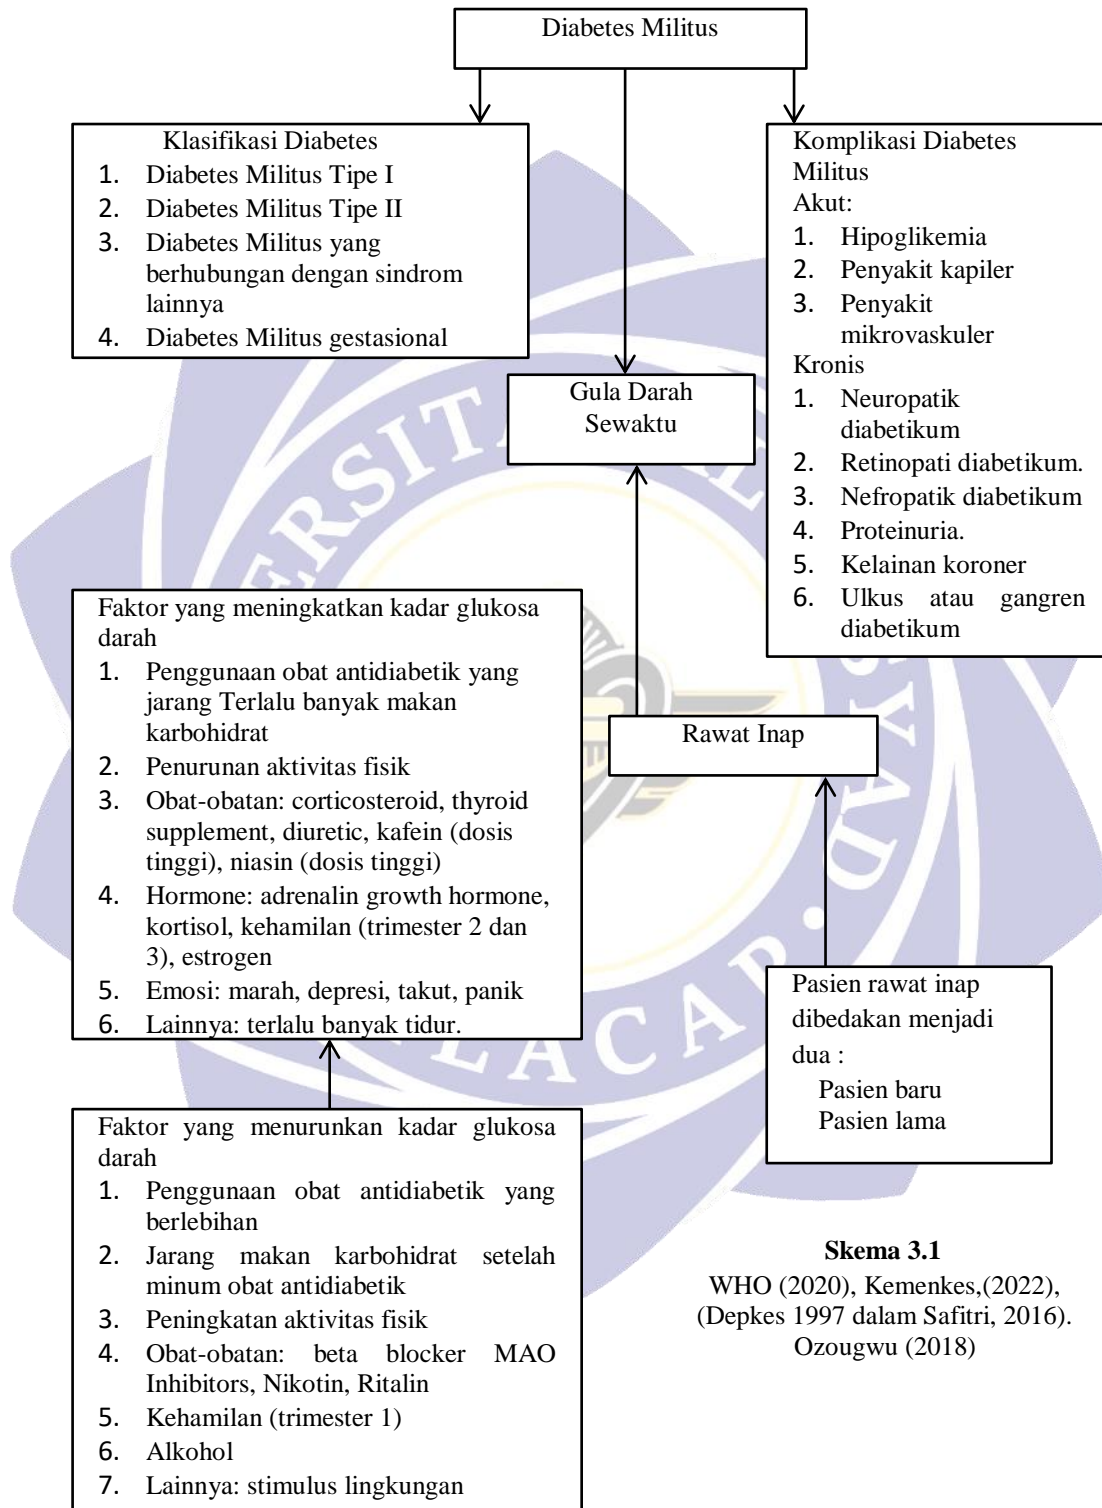 Diabetes Militus
Klasifikasi Diabetes
1. Diabetes Militus Tipe I
2. Diabetes Militus Tipe II
3. Diabetes Militus yang
berhubungan dengan sindrom
lainnya
4. Diabetes Militus gestasional
Komplikasi Diabetes
Militus
Akut:
1. Hipoglikemia
2. Penyakit kapiler
3. Penyakit
mikrovaskuler
Kronis
1. Neuropatik
diabetikum
2. Retinopati diabetikum.
3. Nefropatik diabetikum
4. Proteinuria.
5. Kelainan koroner
6. Ulkus atau gangren
diabetikum
Gula Darah
Sewaktu
Faktor yang meningkatkan kadar glukosa
darah
1. Penggunaan obat antidiabetik yang
jarang Terlalu banyak makan
karbohidrat
2. Penurunan aktivitas fisik
3. Obat-obatan: corticosteroid, thyroid
supplement, diuretic, kafein (dosis
tinggi), niasin (dosis tinggi)
4. Hormone: adrenalin growth hormone,
kortisol, kehamilan (trimester 2 dan
3), estrogen
5. Emosi: marah, depresi, takut, panik
6. Lainnya: terlalu banyak tidur.
Rawat Inap
Pasien rawat inap
dibedakan menjadi
dua :
Pasien baru
Pasien lama
Faktor yang menurunkan kadar glukosa
darah
1. Penggunaan obat antidiabetik yang
berlebihan
2. Jarang makan karbohidrat setelah
minum obat antidiabetik
3. Peningkatan aktivitas fisik
4. Obat-obatan: beta blocker MAO
Inhibitors, Nikotin, Ritalin
5. Kehamilan (trimester 1)
6. Alkohol
7. Lainnya: stimulus lingkungan
Skema 3.1
WHO (2020), Kemenkes,(2022),
(Depkes 1997 dalam Safitri, 2016).
Ozougwu (2018)